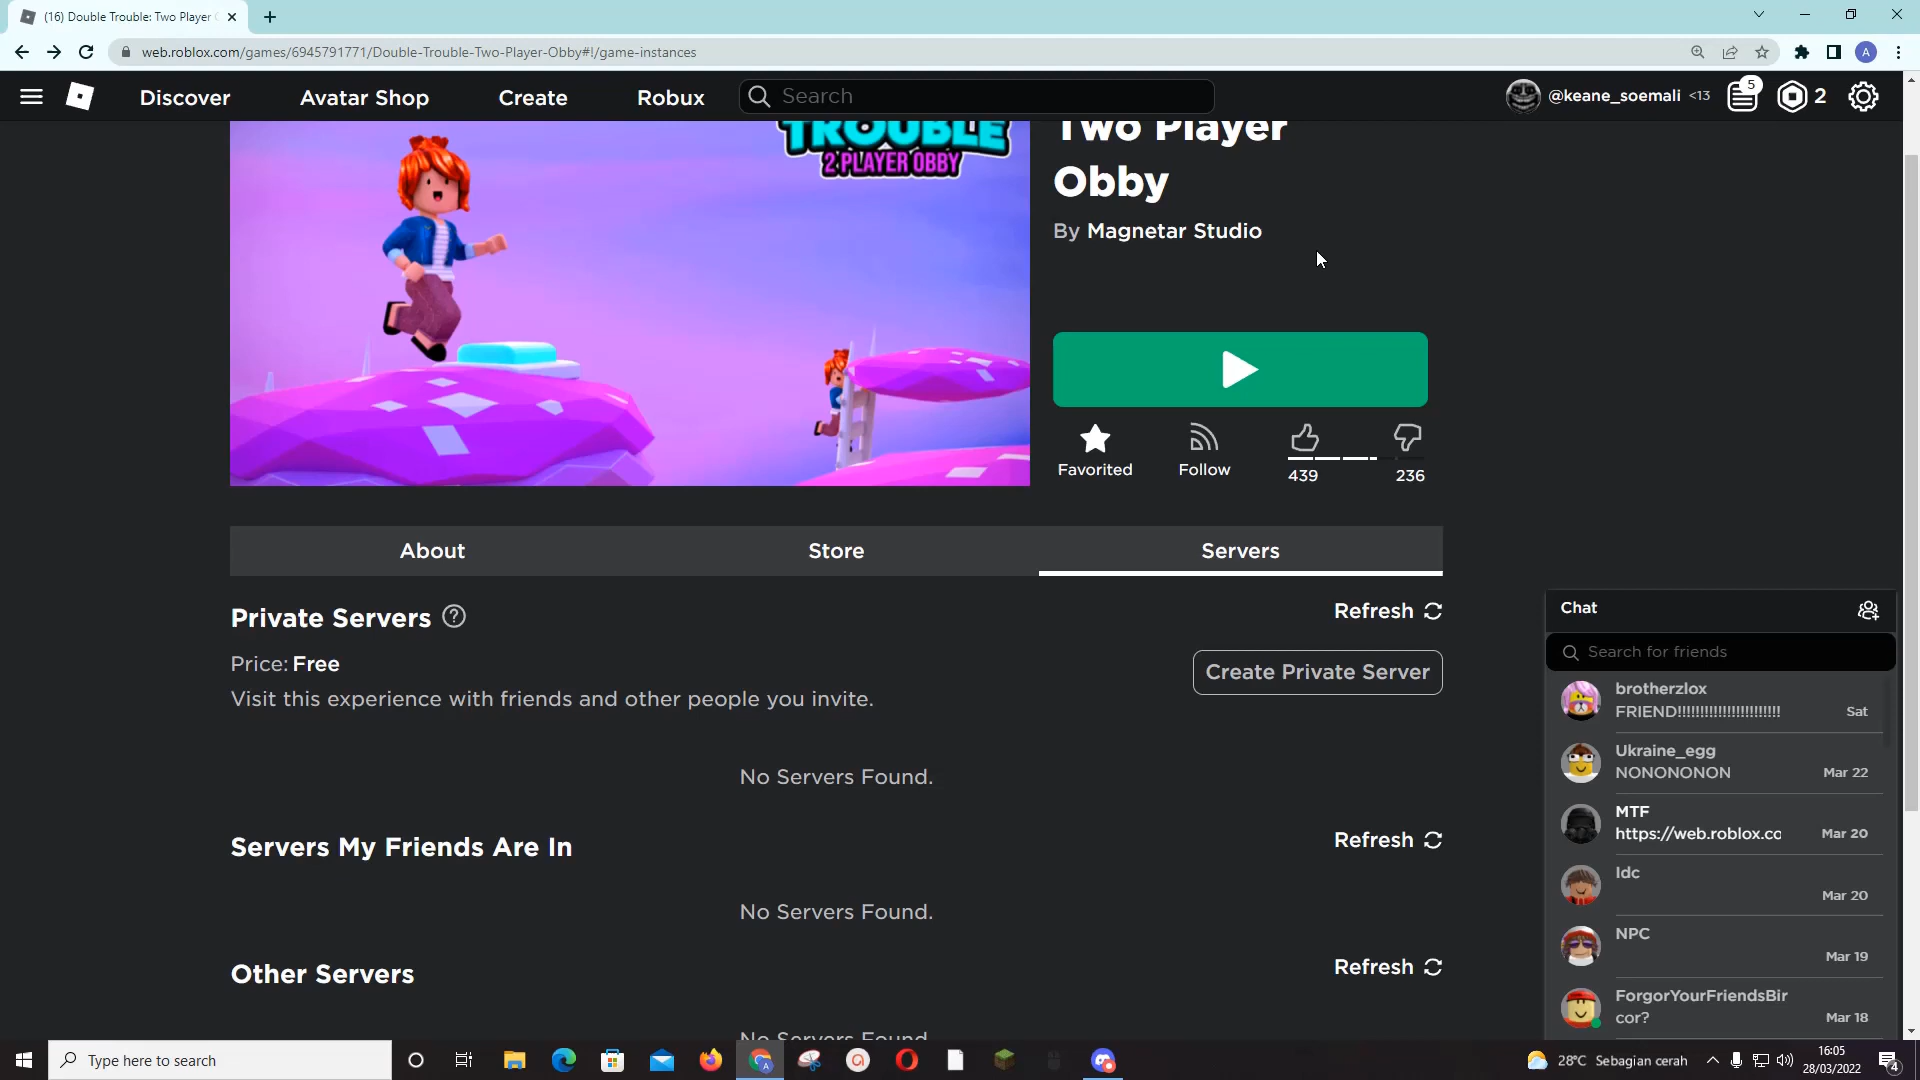 (16) Double Trouble: Two Player
web.roblox.com/games/6945791771/Double-Trouble-Two-Player-Obby#!/game-instances
A
Discover
Avatar Shop
Create
Robux
Search
@keane_soemali <13
5
2
TROUBLE
2 PLAYER OBBY
Two Player
Obby
By Magnetar Studio
Favorited
Follow
439
236
About
Store
Servers
Private Servers
Refresh
Price: Free
Create Private Server
Visit this experience with friends and other people you invite.
No Servers Found.
Servers My Friends Are In
Refresh
No Servers Found.
Other Servers
Refresh
No Servers Found.
Chat
Search for friends
brotherzlox
FRIEND!!!!!!!!!!!!!!!!!!!!!!!
Sat
Ukraine_egg
NONONONON
Mar 22
MTF
https://web.roblox.cc
Mar 20
Idc
Mar 20
NPC
Mar 19
ForgorYourFriendsBir
cor?
Mar 18
Type here to search
28°C Sebagian cerah
16:05
28/03/2022
4